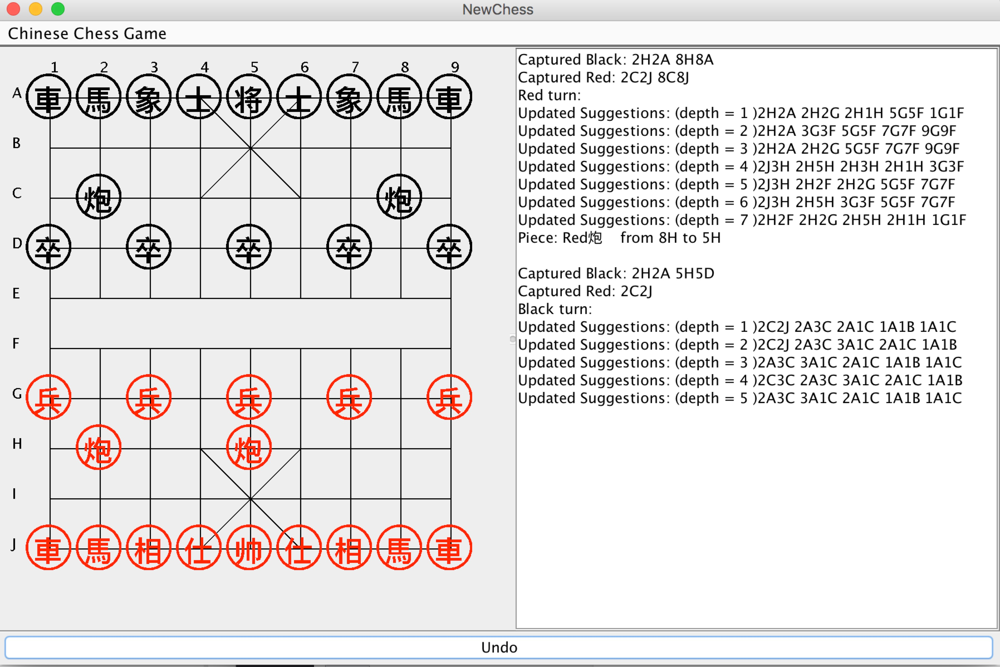 NewChess
Chinese Chess Game
1 2 3 4 5 6 7 8 9
A 車 馬 象 士 将 士 象 馬 車
B
C 炮 炮
D 卒 卒 卒 卒 卒
E
F
G 兵 兵 兵 兵 兵
H 炮 炮
I
J 車 馬 相 仕 帅 仕 相 馬 車
Captured Black: 2H2A 8H8A
Captured Red: 2C2J 8C8J
Red turn:
Updated Suggestions: (depth = 1 )2H2A 2H2G 2H1H 5G5F 1G1F
Updated Suggestions: (depth = 2 )2H2A 3G3F 5G5F 7G7F 9G9F
Updated Suggestions: (depth = 3 )2H2A 2H2G 5G5F 7G7F 9G9F
Updated Suggestions: (depth = 4 )2J3H 2H5H 2H3H 2H1H 3G3F
Updated Suggestions: (depth = 5 )2J3H 2H2F 2H2G 5G5F 7G7F
Updated Suggestions: (depth = 6 )2J3H 2H5H 3G3F 5G5F 7G7F
Updated Suggestions: (depth = 7 )2H2F 2H2G 2H5H 2H1H 1G1F
Piece: Red炮 from 8H to 5H
Captured Black: 2H2A 5H5D
Captured Red: 2C2J
Black turn:
Updated Suggestions: (depth = 1 )2C2J 2A3C 2A1C 1A1B 1A1C
Updated Suggestions: (depth = 2 )2C2J 2A3C 3A1C 2A1C 1A1B
Updated Suggestions: (depth = 3 )2A3C 3A1C 2A1C 1A1B 1A1C
Updated Suggestions: (depth = 4 )2C3C 2A3C 3A1C 2A1C 1A1B
Updated Suggestions: (depth = 5 )2A3C 3A1C 2A1C 1A1B 1A1C
Undo